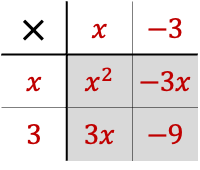 × x −3
x x² −3x
3 3x −9